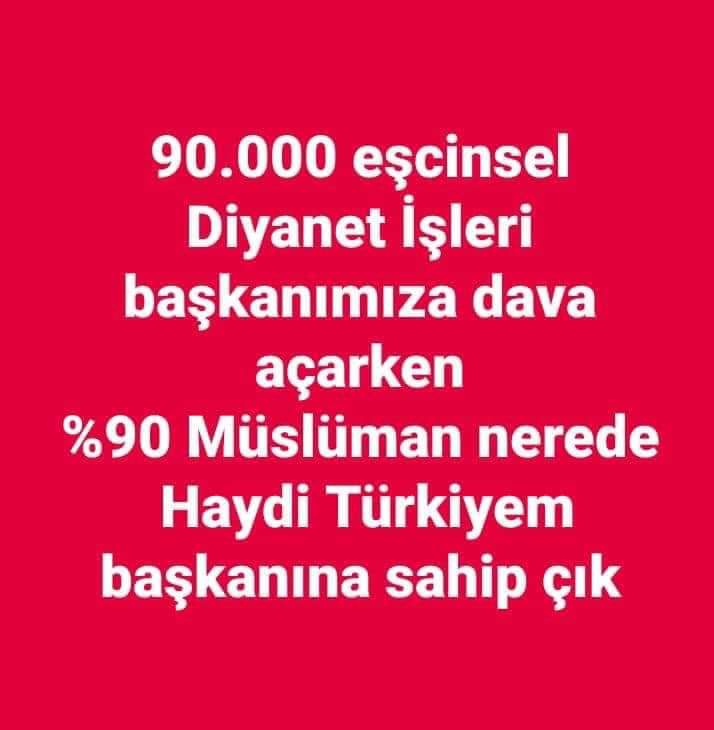 90.000 eşcinsel
Diyanet İşleri
başkanımıza dava
açarken
%90 Müslüman nerede
Haydi Türkiyem
başkanına sahip çık